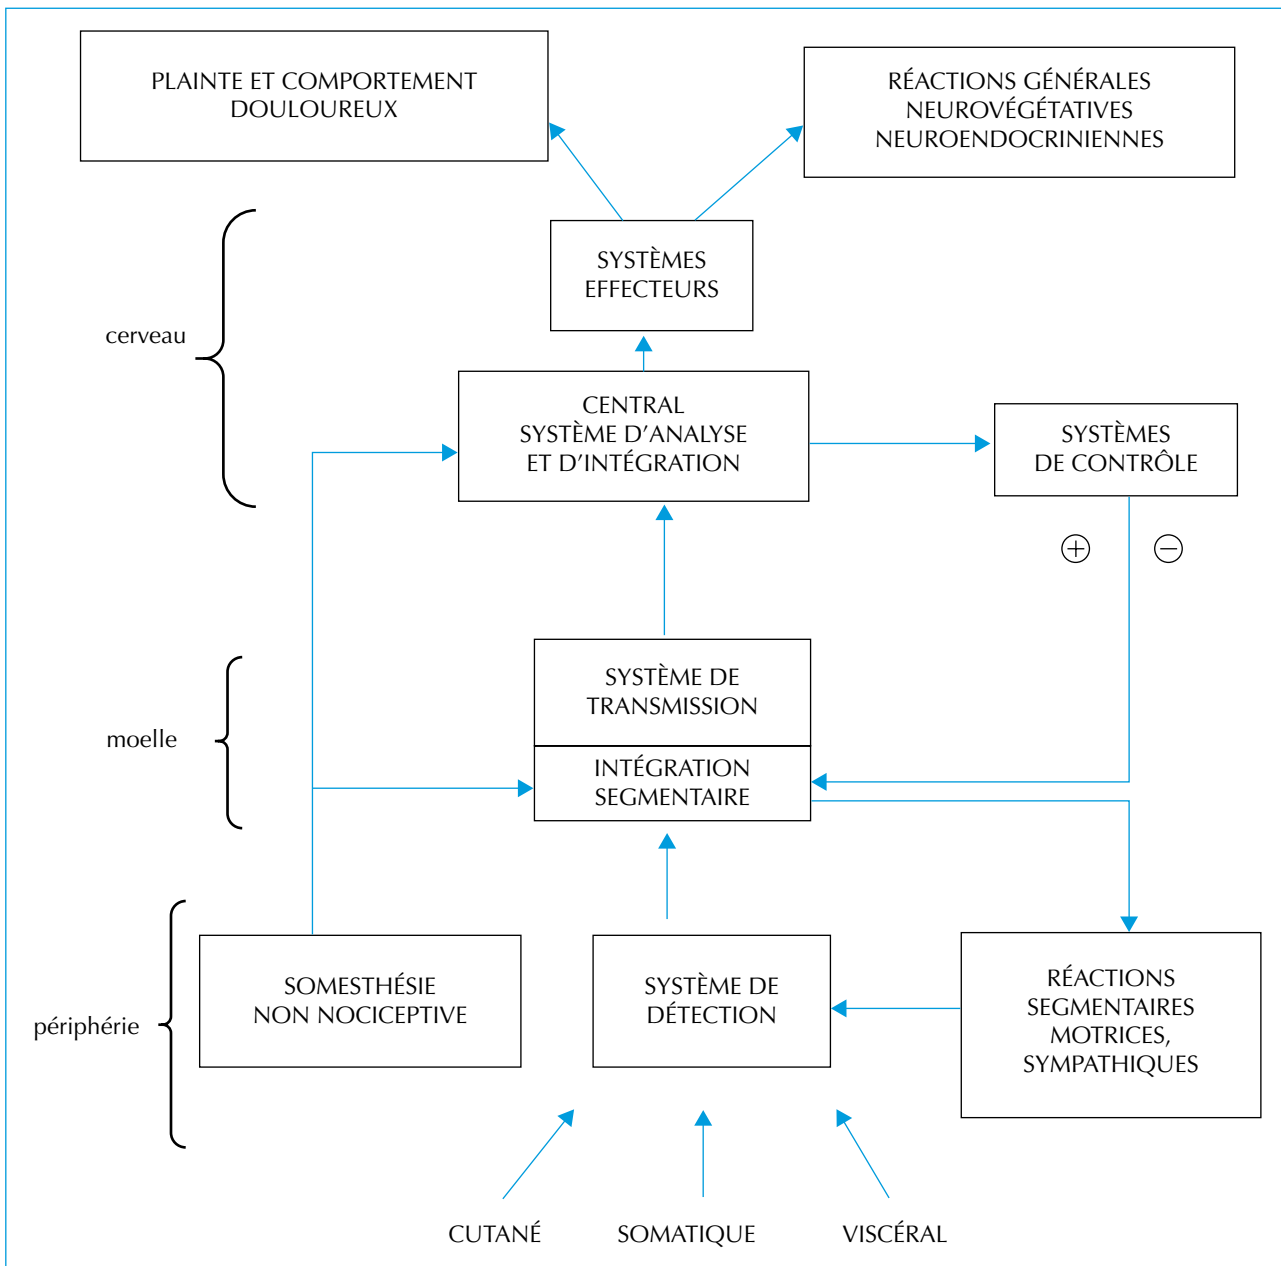 PLAINTE ET COMPORTEMENT
DOULOUREUX
RÉACTIONS GÉNÉRALES
NEUROVÉGÉTATIVES
NEUROENDOCRINIENNES
SYSTÈMES
EFFECTEURS
cerveau
CENTRAL
SYSTÈME D'ANALYSE
ET D'INTÉGRATION
SYSTÈMES
DE CONTRÔLE
+ −
SYSTÈME DE
TRANSMISSION
moelle
INTÉGRATION
SEGMENTAIRE
périphérie
SOMESTHÉSIE
NON NOCICEPTIVE
SYSTÈME DE
DÉTECTION
RÉACTIONS
SEGMENTAIRES
MOTRICES,
SYMPATHIQUES
CUTANÉ SOMATIQUE VISCÉRAL